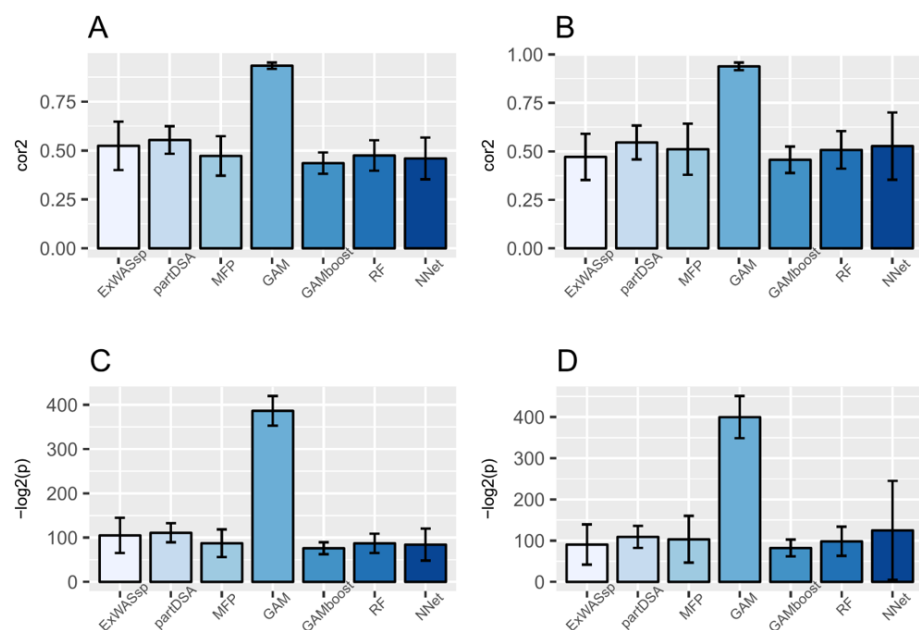 A
cor2
0.75
0.50
0.25
0.00
ExWASsp
partDSA
MFP
GAM
GAMboost
RF
NNet
B
cor2
1.00
0.75
0.50
0.25
0.00
ExWASsp
partDSA
MFP
GAM
GAMboost
RF
NNet
C
−log2(p)
400
300
200
100
0
ExWASsp
partDSA
MFP
GAM
GAMboost
RF
NNet
D
−log2(p)
400
300
200
100
0
ExWASsp
partDSA
MFP
GAM
GAMboost
RF
NNet